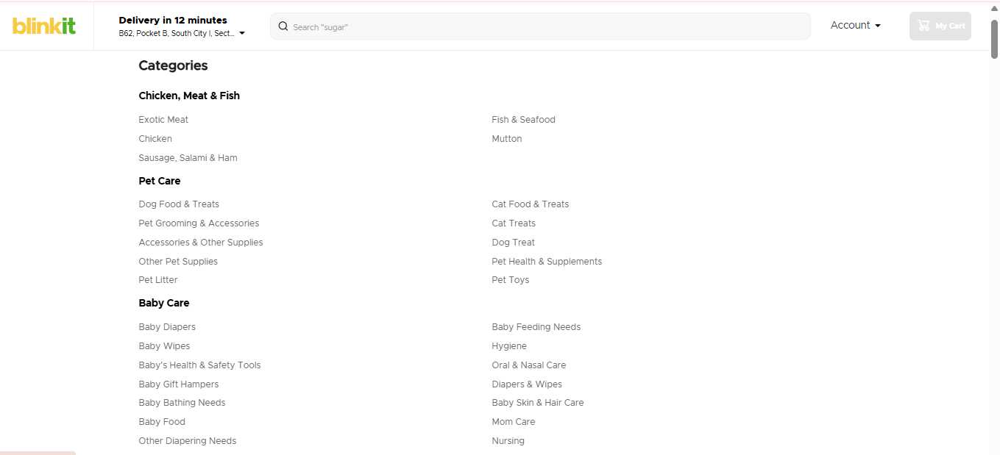 blinkit
Delivery in 12 minutes
B62, Pocket B, South City I, Sect...
Search "sugar"
Account
My Cart
Categories
Chicken, Meat & Fish
Exotic Meat
Fish & Seafood
Chicken
Mutton
Sausage, Salami & Ham
Pet Care
Dog Food & Treats
Cat Food & Treats
Pet Grooming & Accessories
Cat Treats
Accessories & Other Supplies
Dog Treat
Other Pet Supplies
Pet Health & Supplements
Pet Litter
Pet Toys
Baby Care
Baby Diapers
Baby Feeding Needs
Baby Wipes
Hygiene
Baby's Health & Safety Tools
Oral & Nasal Care
Baby Gift Hampers
Diapers & Wipes
Baby Bathing Needs
Baby Skin & Hair Care
Baby Food
Mom Care
Other Diapering Needs
Nursing